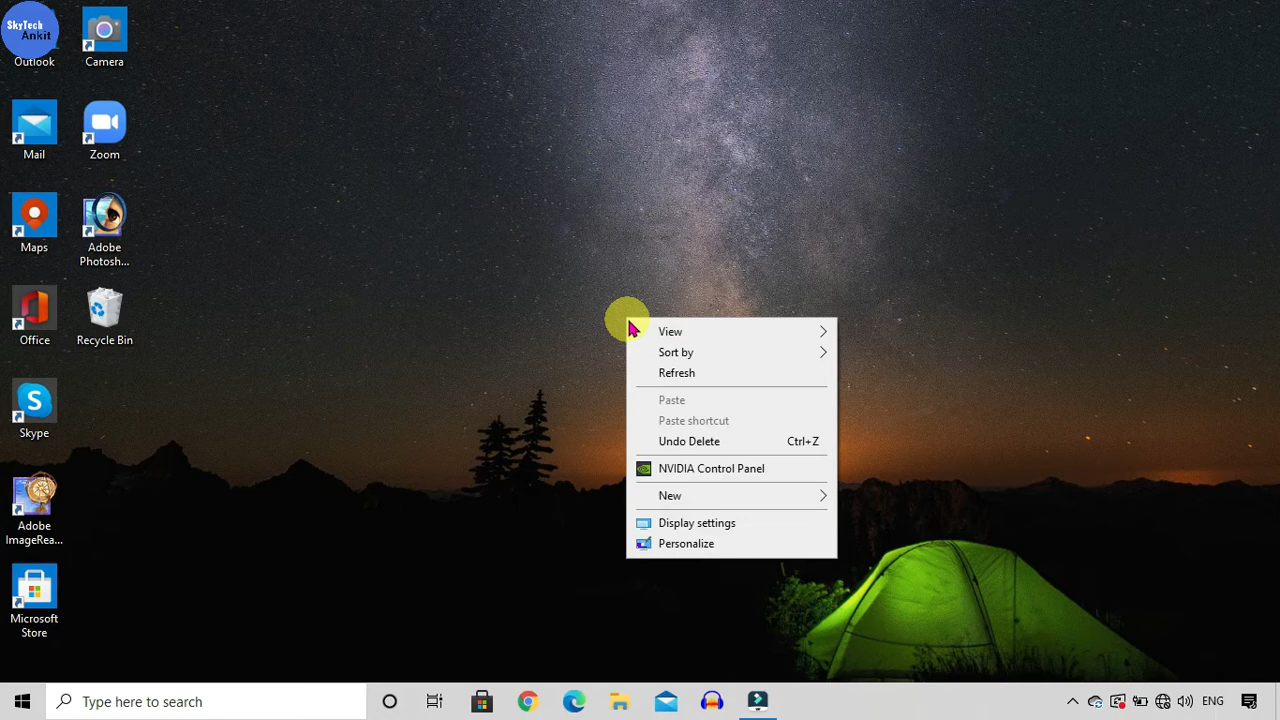 SkyTech
Ankit
Outlook
Camera
Mail
Zoom
Maps
Adobe
Photosh...
Office
Recycle Bin
Skype
Adobe
ImageRea...
Microsoft
Store
View
Sort by
Refresh
Paste
Paste shortcut
Undo Delete Ctrl+Z
NVIDIA Control Panel
New
Display settings
Personalize
Type here to search
ENG